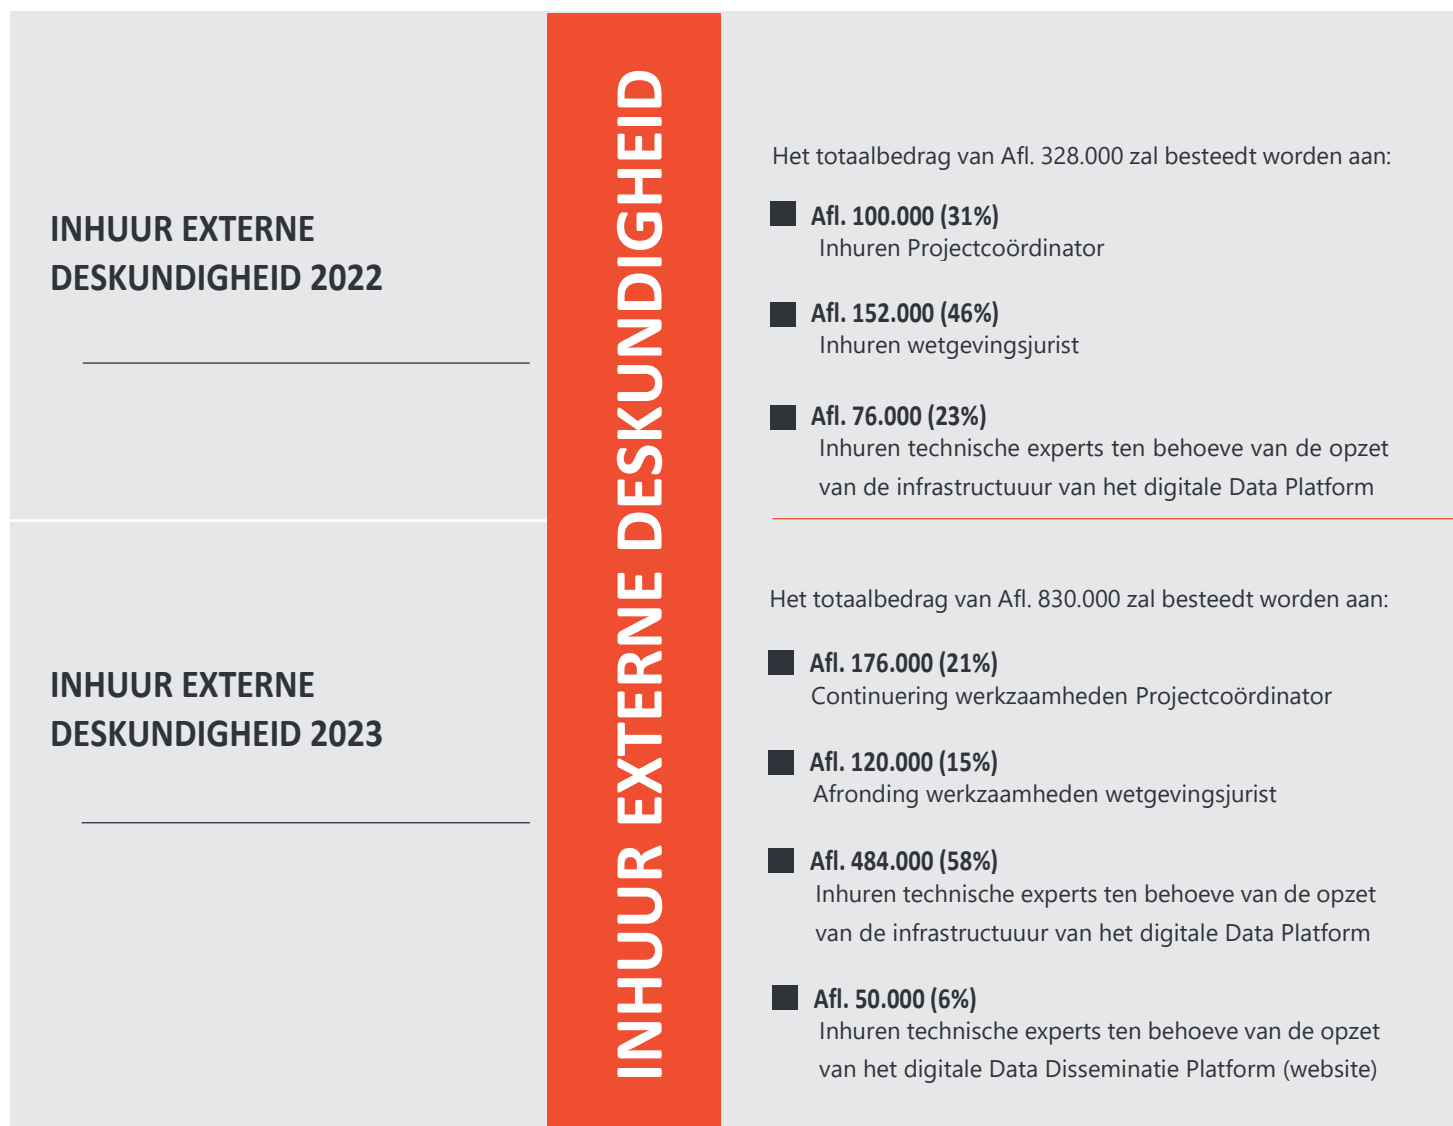 INHUUR EXTERNE
DESKUNDIGHEID 2022
INHUUR EXTERNE DESKUNDIGHEID
Het totaalbedrag van Afl. 328.000 zal besteedt worden aan:
Afl. 100.000 (31%)
Inhuren Projectcoördinator
Afl. 152.000 (46%)
Inhuren wetgevingsjurist
Afl. 76.000 (23%)
Inhuren technische experts ten behoeve van de opzet
van de infrastructuuur van het digitale Data Platform
INHUUR EXTERNE
DESKUNDIGHEID 2023
Het totaalbedrag van Afl. 830.000 zal besteedt worden aan:
Afl. 176.000 (21%)
Continuering werkzaamheden Projectcoördinator
Afl. 120.000 (15%)
Afronding werkzaamheden wetgevingsjurist
Afl. 484.000 (58%)
Inhuren technische experts ten behoeve van de opzet
van de infrastructuuur van het digitale Data Platform
Afl. 50.000 (6%)
Inhuren technische experts ten behoeve van de opzet
van het digitale Data Disseminatie Platform (website)